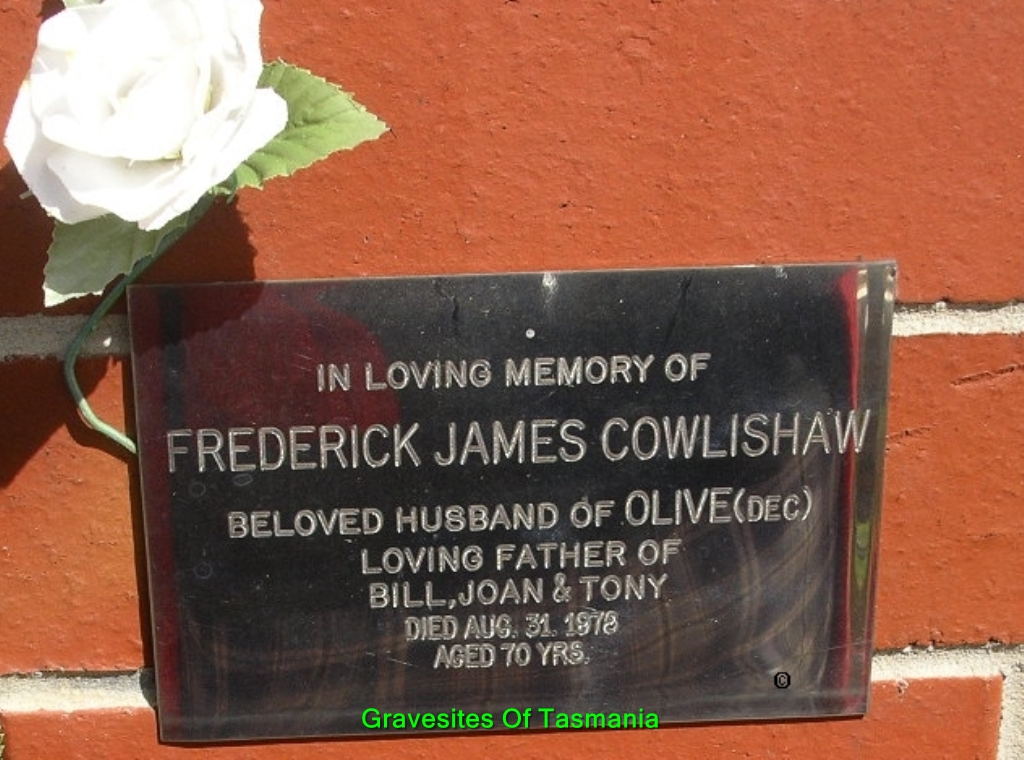 IN LOVING MEMORY OF
FREDERICK JAMES COWLISHAW
BELOVED HUSBAND OF OLIVE (DEC)
LOVING FATHER OF
BILL, JOAN & TONY
DIED AUG. 31. 1978
AGED 70 YRS.
©
Gravesites Of Tasmania